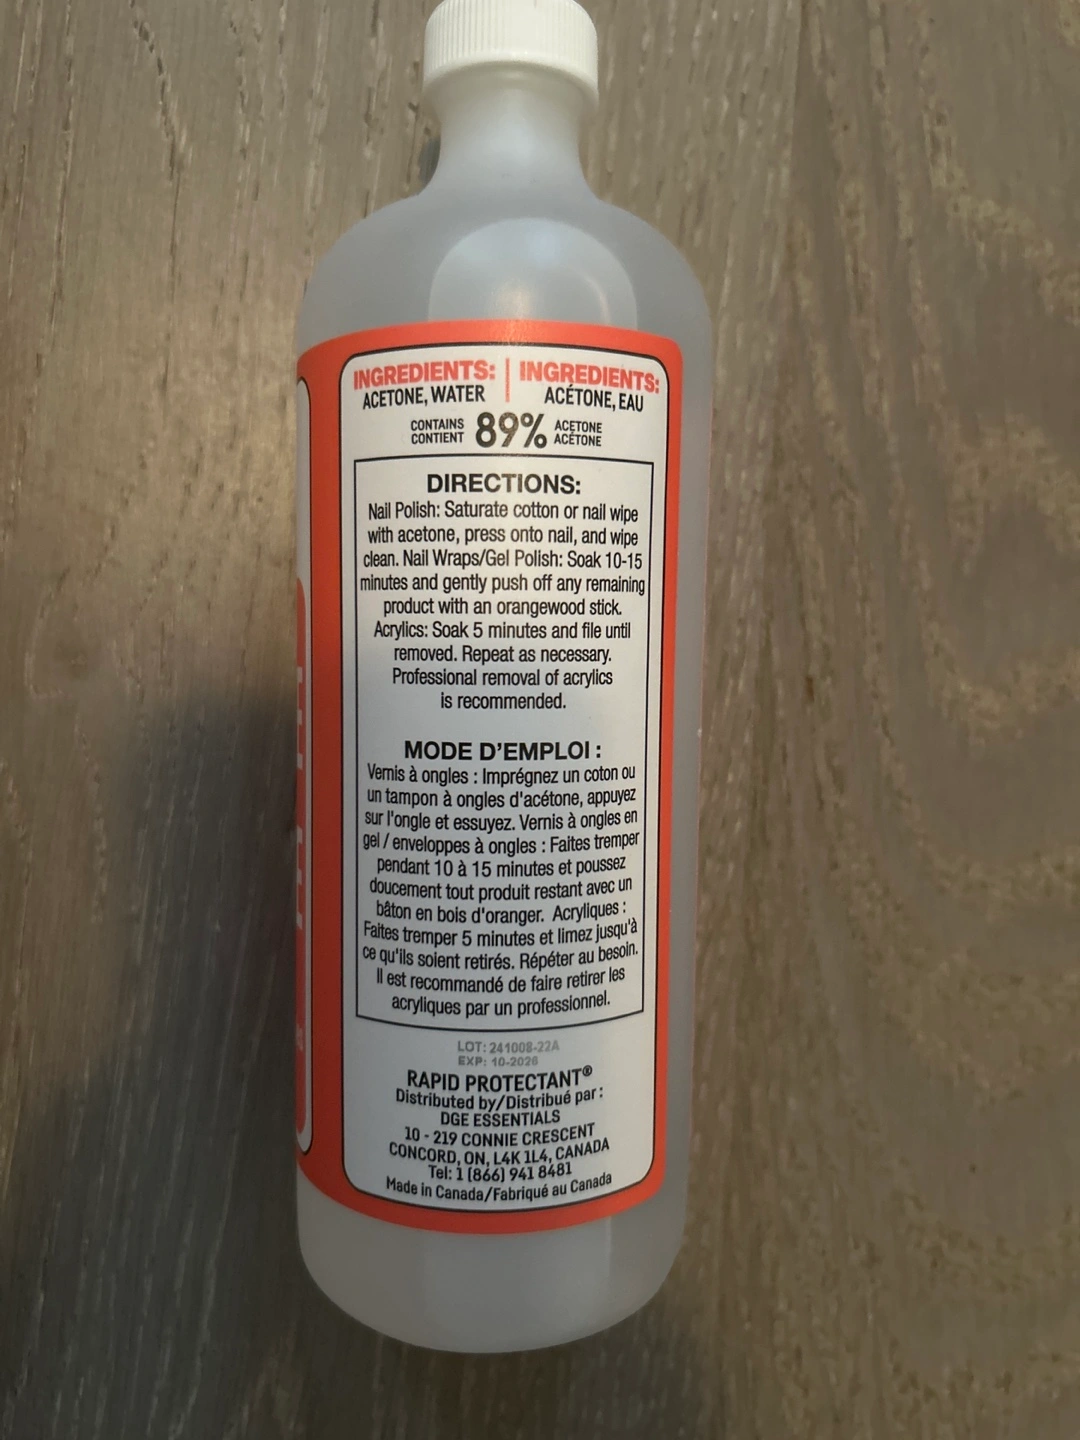 INGREDIENTS: | INGREDIENTS:
ACETONE, WATER ACÉTONE, EAU
CONTAINS CONTIENT 89% ACETONE ACÉTONE
DIRECTIONS:
Nail Polish: Saturate cotton or nail wipe
with acetone, press onto nail, and wipe
clean. Nail Wraps/Gel Polish: Soak 10-15
minutes and gently push off any remaining
product with an orangewood stick.
Acrylics: Soak 5 minutes and file until
removed. Repeat as necessary.
Professional removal of acrylics
is recommended.
MODE D'EMPLOI :
Vernis à ongles : Imprégnez un coton ou
un tampon à ongles d'acétone, appuyez
sur l'ongle et essuyez. Vernis à ongles en
gel / enveloppes à ongles : Faites tremper
pendant 10 à 15 minutes et poussez
doucement tout produit restant avec un
bâton en bois d'oranger. Acryliques :
Faites tremper 5 minutes et limez jusqu'à
ce qu'ils soient retirés. Répéter au besoin.
Il est recommandé de faire retirer les
acryliques par un professionnel.
LOT: 241008-22A
EXP: 10-2026
RAPID PROTECTANT®
Distributed by/Distribué par :
DGE ESSENTIALS
10 - 219 CONNIE CRESCENT
CONCORD, ON, L4K 1L4, CANADA
Tel: 1 (866) 941 8481
Made in Canada/Fabriqué au Canada